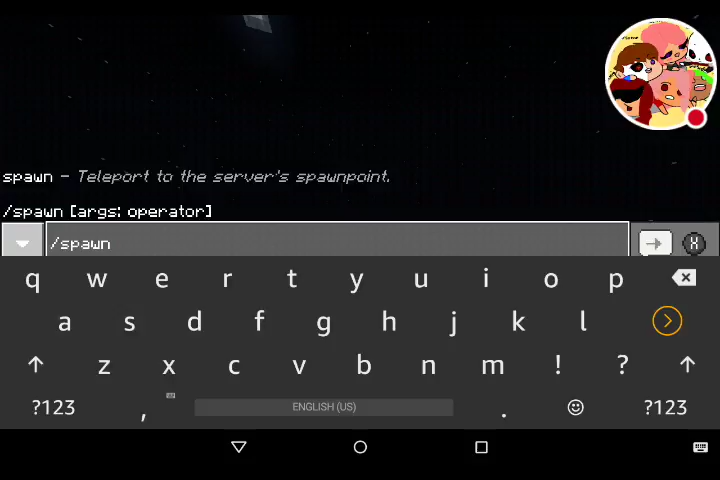 spawn - Teleport to the server's spawnpoint.
/spawn [args: operator]
/spawn
X
q w e r t y u i o p
a s d f g h j k l
z x c v b n m ! ?
?123 , ENGLISH (US) . ?123